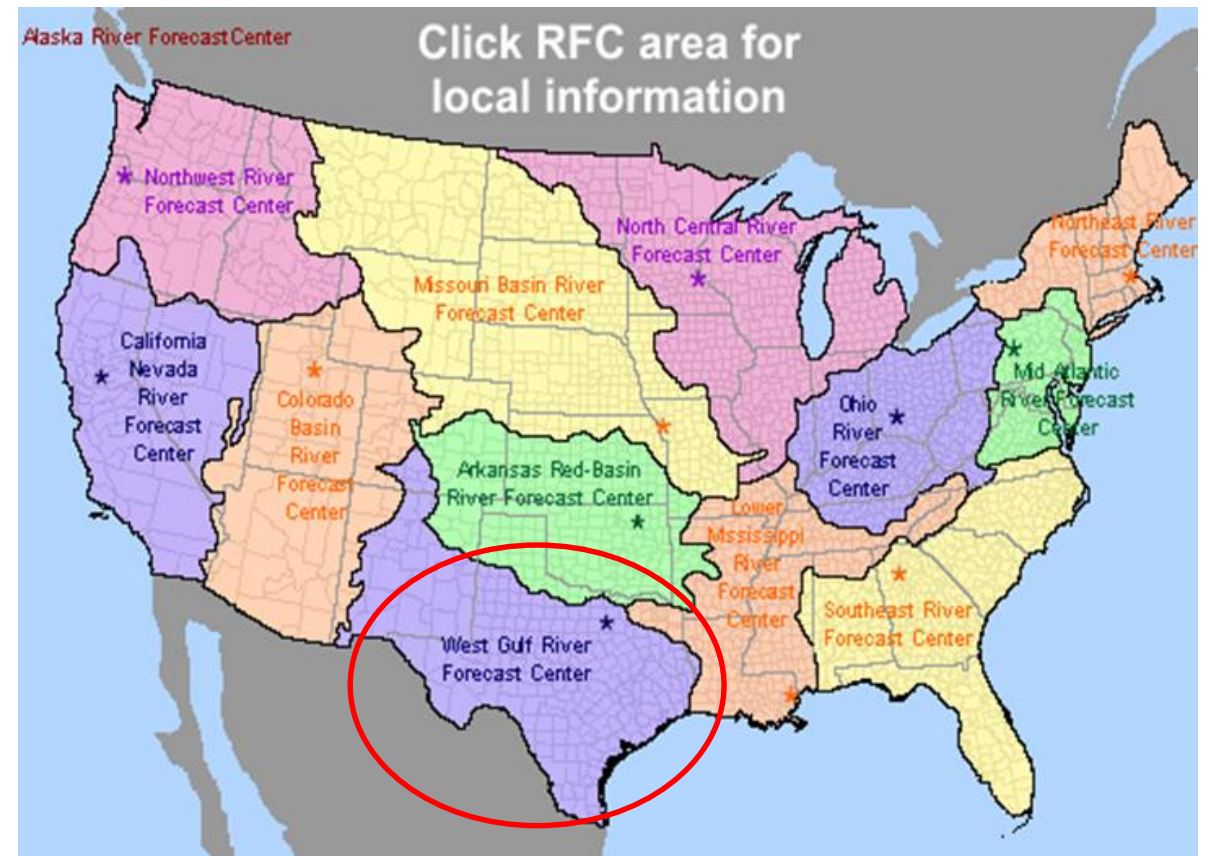 Alaska River Forecast Center
Click RFC area for
local information
Northwest River
Forecast Center
North Central River
Forecast Center
Northeast River
Forecast Center
Missouri Basin River
Forecast Center
California
Nevada
River
Forecast
Center
Colorado
Basin
River
Forecast
Center
Mid Atlantic
River Forecast
Center
Ohio
River
Forecast
Center
Arkansas Red-Basin
River Forecast Center
Lower
Mississippi
River
Forecast
Center
Southeast River
Forecast Center
West Gulf River
Forecast Center